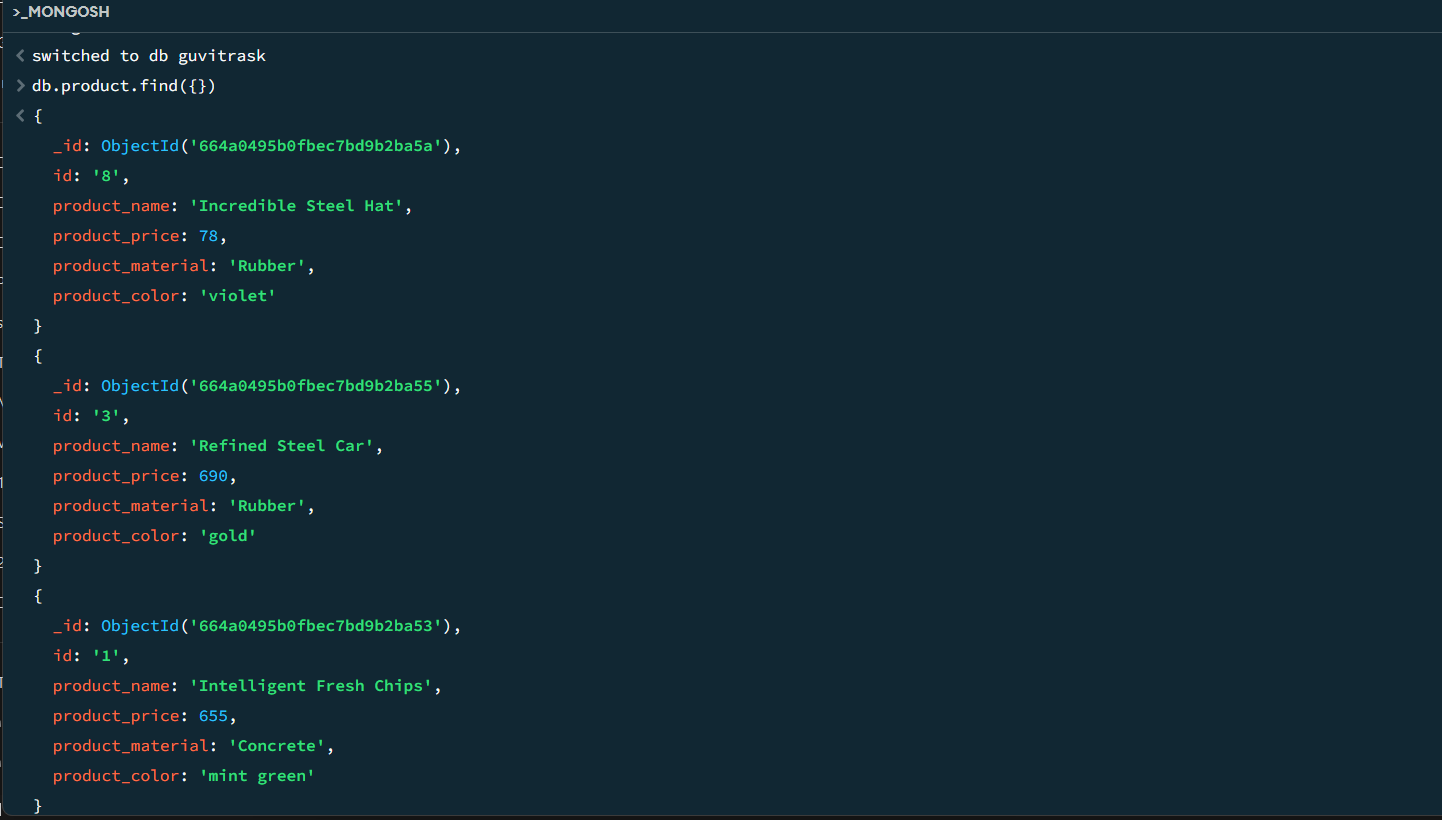 >_MONGOSH
switched to db guvitrask
> db.product.find({})
< {
_id: ObjectId('664a0495b0fbec7bd9b2ba5a'),
id: '8',
product_name: 'Incredible Steel Hat',
product_price: 78,
product_material: 'Rubber',
product_color: 'violet'
}
{
_id: ObjectId('664a0495b0fbec7bd9b2ba55'),
id: '3',
product_name: 'Refined Steel Car',
product_price: 690,
product_material: 'Rubber',
product_color: 'gold'
}
{
_id: ObjectId('664a0495b0fbec7bd9b2ba53'),
id: '1',
product_name: 'Intelligent Fresh Chips',
product_price: 655,
product_material: 'Concrete',
product_color: 'mint green'
}